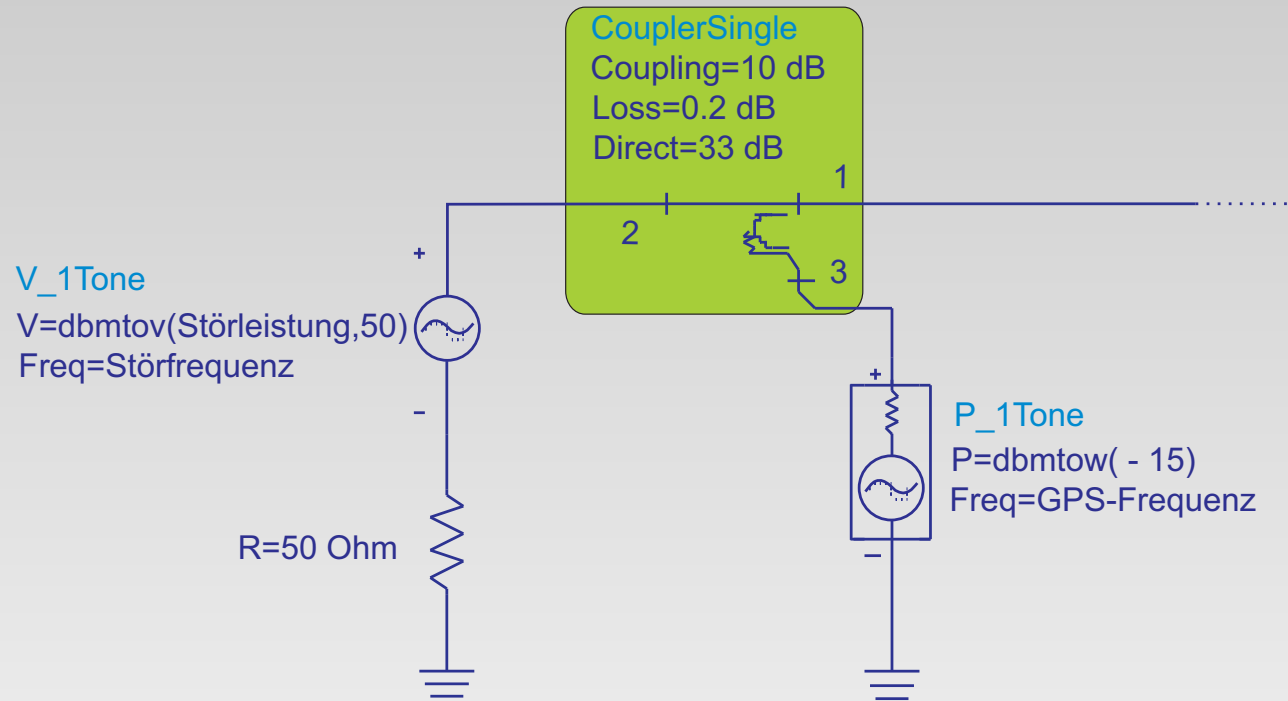 CouplerSingle
Coupling=10 dB
Loss=0.2 dB
Direct=33 dB
1
2
3
+
V_1Tone
V=dbmtov(Störleistung,50)
Freq=Störfrequenz
–
R=50 Ohm
+
P_1Tone
P=dbmtow( - 15)
Freq=GPS-Frequenz
–